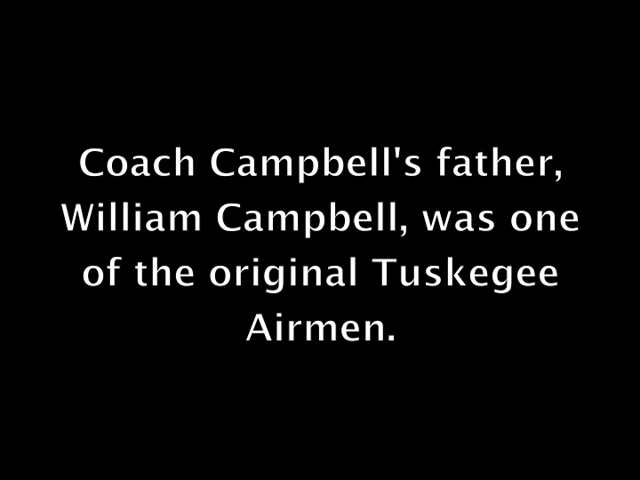 Coach Campbell's father,
William Campbell, was one
of the original Tuskegee
Airmen.